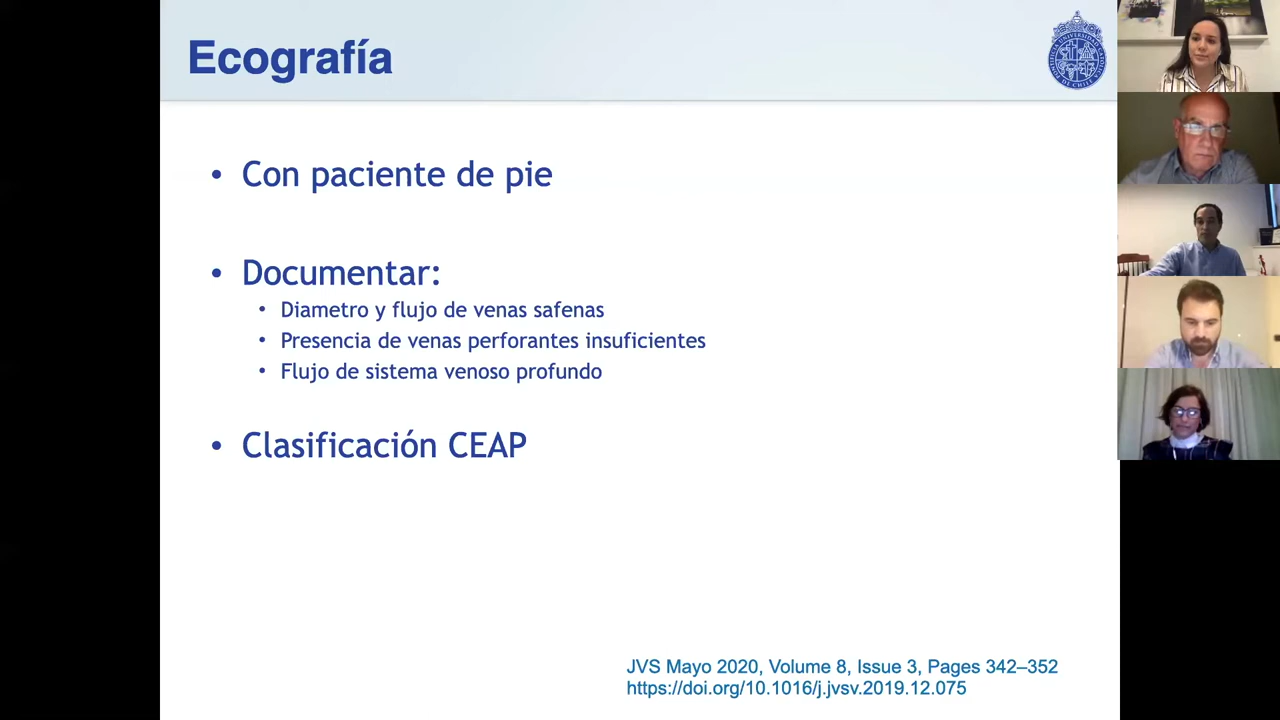 Ecografía
• Con paciente de pie
• Documentar:
• Diametro y flujo de venas safenas
• Presencia de venas perforantes insuficientes
• Flujo de sistema venoso profundo
• Clasificación CEAP
JVS Mayo 2020, Volume 8, Issue 3, Pages 342–352
https://doi.org/10.1016/j.jvsv.2019.12.075